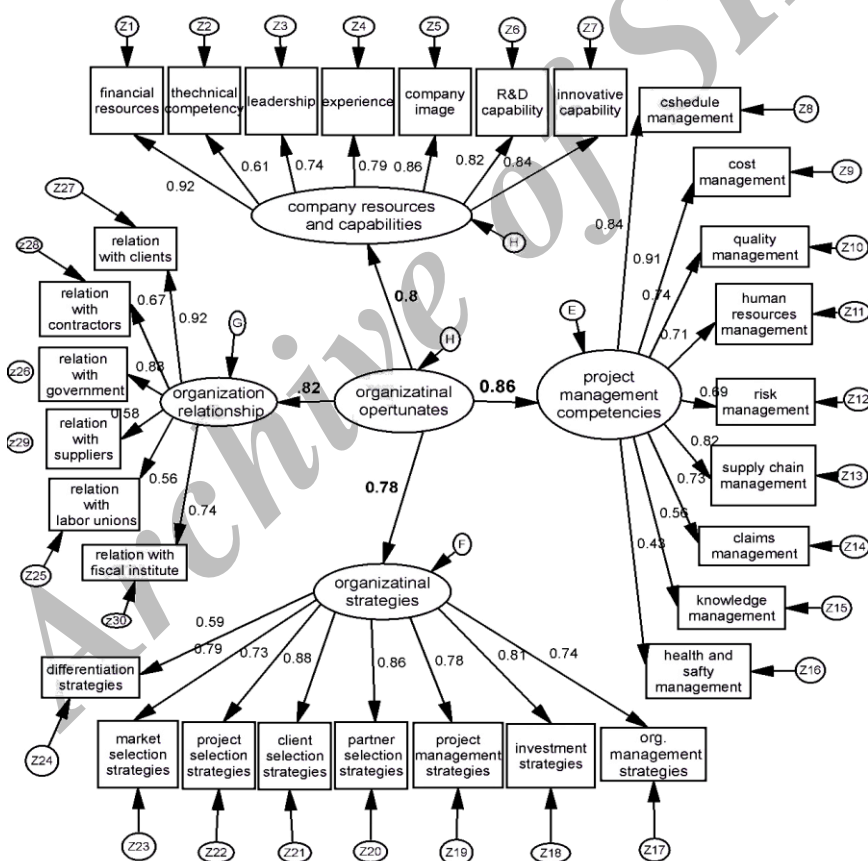 Z1
Z2
Z3
Z4
Z5
Z6
Z7
financial
resources
thechnical
competency
leadership
experience
company
image
R&D
capability
innovative
capability
cshedule
management
Z8
0.92
0.61
0.74
0.79
0.86
0.82
0.84
company resources
and capabilities
H
cost
management
Z9
0.84
0.91
quality
management
Z10
0.74
human
resources
management
Z11
0.71
Z27
relation
with clients
z28
relation
with
contractors
0.67
0.92
0.8
G
H
E
z26
relation
with
government
0.83
organization
relationship
.82
organizatinal
opertunates
0.86
project
management
competencies
0.69
risk
management
Z12
z29
relation
with
suppliers
0.58
0.82
supply chain
management
Z13
0.73
relation
with
labor unions
0.56
0.78
0.56
claims
management
Z14
0.74
relation with
fiscal institute
0.43
Z25
z30
F
organizatinal
strategies
knowledge
management
Z15
health and
safty
management
Z16
0.59
0.79
0.73
0.88
0.86
0.78
0.81
0.74
differentiation
strategies
Z24
market
selection
strategies
project
selection
strategies
client
selection
strategies
partner
selection
strategies
project
management
strategies
investment
strategies
org.
management
strategies
Z23
Z22
Z21
Z20
Z19
Z18
Z17
Archive of SI